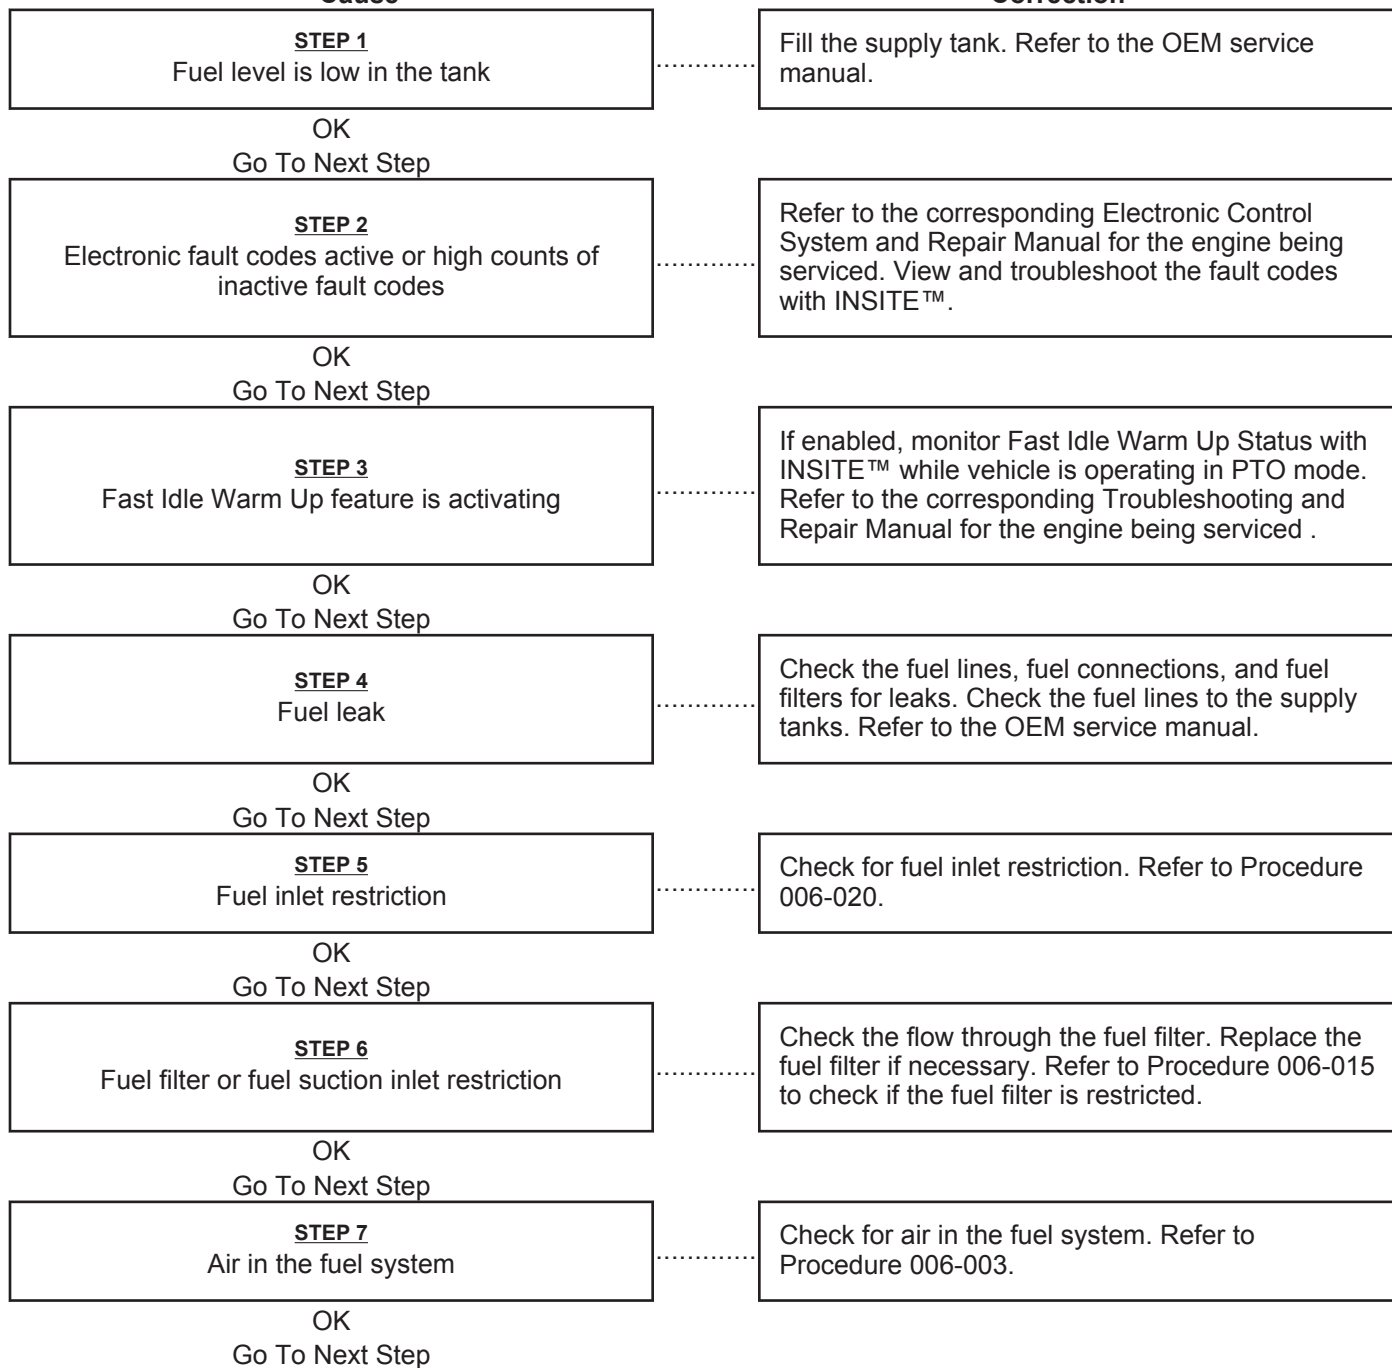 Cause
Correction
STEP 1
Fuel level is low in the tank
.............
Fill the supply tank. Refer to the OEM service
manual.
OK
Go To Next Step
STEP 2
Electronic fault codes active or high counts of
inactive fault codes
.............
Refer to the corresponding Electronic Control
System and Repair Manual for the engine being
serviced. View and troubleshoot the fault codes
with INSITE™.
OK
Go To Next Step
STEP 3
Fast Idle Warm Up feature is activating
.............
If enabled, monitor Fast Idle Warm Up Status with
INSITE™ while vehicle is operating in PTO mode.
Refer to the corresponding Troubleshooting and
Repair Manual for the engine being serviced .
OK
Go To Next Step
STEP 4
Fuel leak
.............
Check the fuel lines, fuel connections, and fuel
filters for leaks. Check the fuel lines to the supply
tanks. Refer to the OEM service manual.
OK
Go To Next Step
STEP 5
Fuel inlet restriction
.............
Check for fuel inlet restriction. Refer to Procedure
006-020.
OK
Go To Next Step
STEP 6
Fuel filter or fuel suction inlet restriction
.............
Check the flow through the fuel filter. Replace the
fuel filter if necessary. Refer to Procedure 006-015
to check if the fuel filter is restricted.
OK
Go To Next Step
STEP 7
Air in the fuel system
.............
Check for air in the fuel system. Refer to
Procedure 006-003.
OK
Go To Next Step